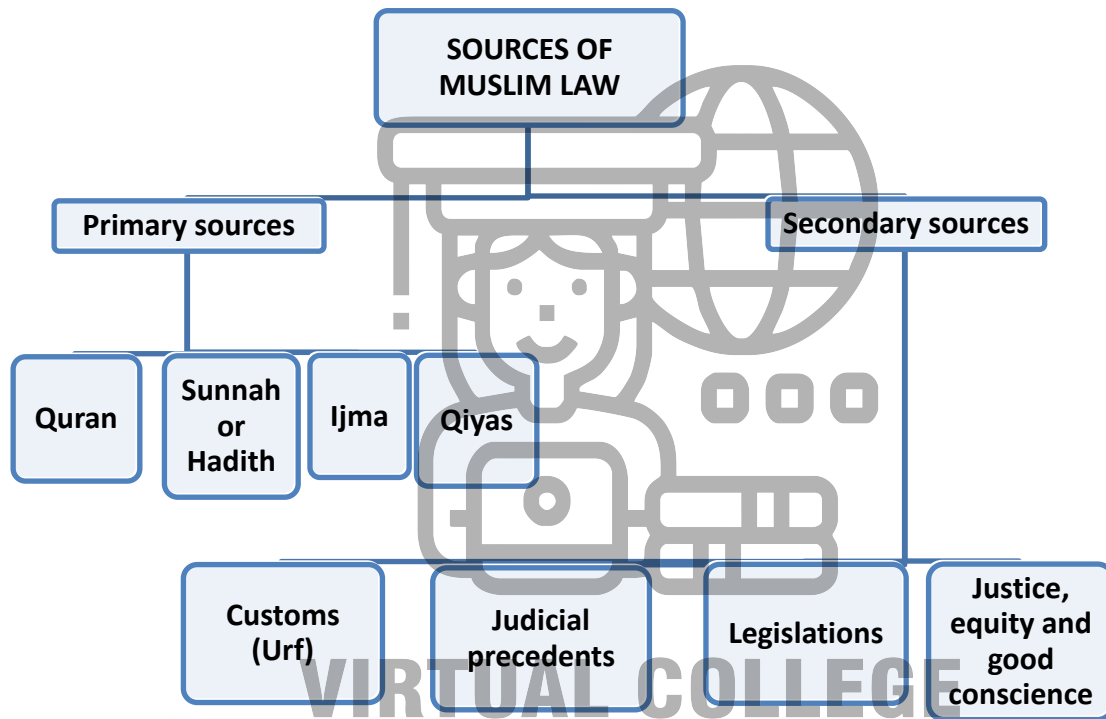 SOURCES OF
MUSLIM LAW
Primary sources
Secondary sources
Quran
Sunnah
or
Hadith
Ijma
Qiyas
Customs
(Urf)
Judicial
precedents
Legislations
Justice,
equity and
good
conscience
VIRTUAL COLLEGE